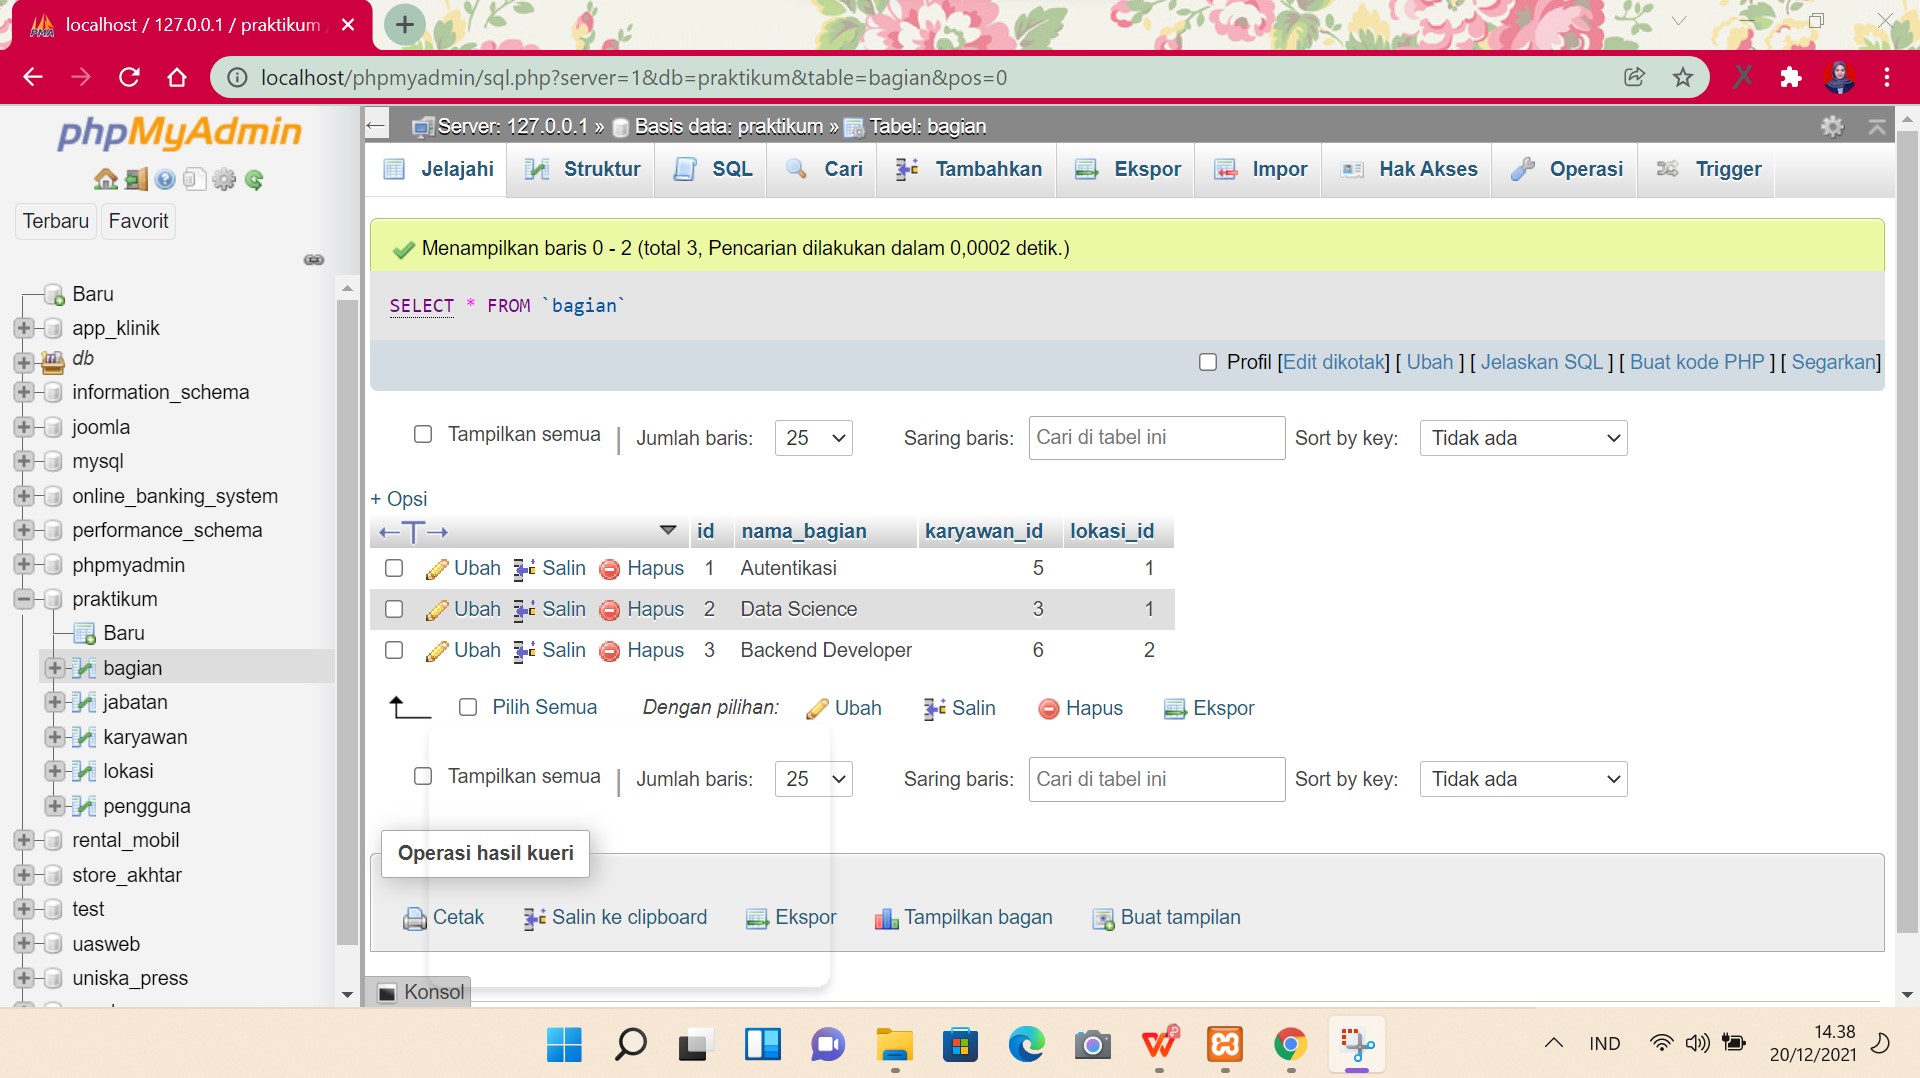 localhost / 127.0.0.1 / praktikum
localhost/phpmyadmin/sql.php?server=1&db=praktikum&table=bagian&pos=0
phpMyAdmin
Terbaru Favorit
Baru
app_klinik
db
information_schema
joomla
mysql
online_banking_system
performance_schema
phpmyadmin
praktikum
Baru
bagian
jabatan
karyawan
lokasi
pengguna
rental_mobil
store_akhtar
test
uasweb
uniska_press
Server: 127.0.0.1 » Basis data: praktikum » Tabel: bagian
Jelajahi Struktur SQL Cari Tambahkan Ekspor Impor Hak Akses Operasi Trigger
Menampilkan baris 0 - 2 (total 3, Pencarian dilakukan dalam 0,0002 detik.)
SELECT * FROM `bagian`
Profil [Edit dikotak] [ Ubah ] [ Jelaskan SQL ] [ Buat kode PHP ] [ Segarkan]
Tampilkan semua | Jumlah baris: 25 Saring baris: Cari di tabel ini Sort by key: Tidak ada
+ Opsi
←T→ id nama_bagian karyawan_id lokasi_id
Ubah Salin Hapus 1 Autentikasi 5 1
Ubah Salin Hapus 2 Data Science 3 1
Ubah Salin Hapus 3 Backend Developer 6 2
Pilih Semua Dengan pilihan: Ubah Salin Hapus Ekspor
Tampilkan semua | Jumlah baris: 25 Saring baris: Cari di tabel ini Sort by key: Tidak ada
Operasi hasil kueri
Cetak Salin ke clipboard Ekspor Tampilkan bagan Buat tampilan
Konsol
IND
14.38
20/12/2021